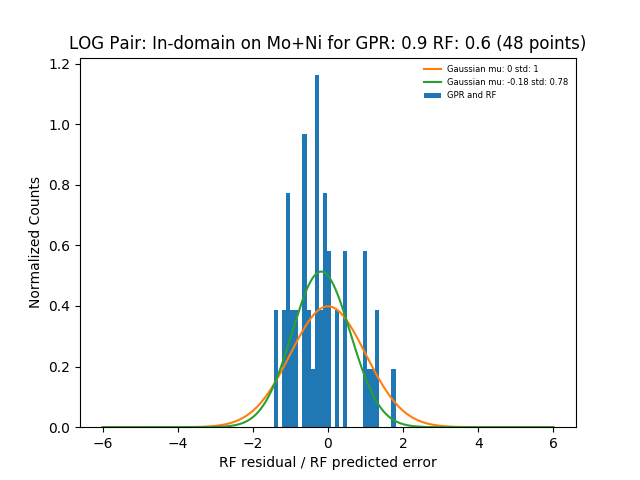 LOG Pair: In-domain on Mo+Ni for GPR: 0.9 RF: 0.6 (48 points)
Gaussian mu: 0 std: 1
Gaussian mu: -0.18 std: 0.78
GPR and RF
Normalized Counts
1.2
1.0
0.8
0.6
0.4
0.2
0.0
−6
−4
−2
0
2
4
6
RF residual / RF predicted error